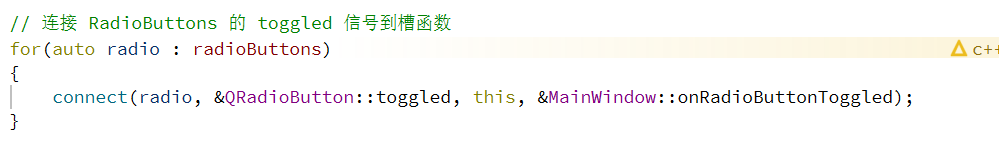 // 连接 RadioButtons 的 toggled 信号到槽函数
for(auto radio : radioButtons)
{
    connect(radio, &QRadioButton::toggled, this, &MainWindow::onRadioButtonToggled);
}